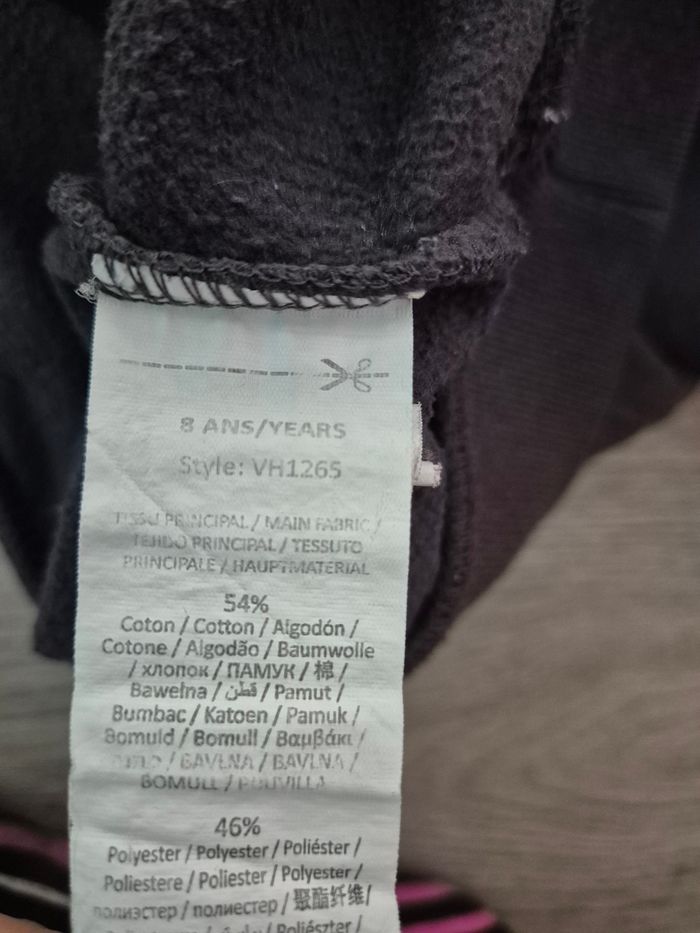 8 ANS/YEARS
Style: VH1265
TISSU PRINCIPAL / MAIN FABRIC /
TEJIDO PRINCIPAL / TESSUTO
PRINCIPALE / HAUPTMATERIAL
54%
Coton / Cotton / Algodón /
Cotone / Algodão / Baumwolle
/ хлопок / ПАМУК / 棉 /
Bawełna / قطن / Pamut /
Bumbac / Katoen / Pamuk /
Bomuld / Bomull / Βαμβάκι /
/ BAVLNA / BAVLNA /
BOMULL / PUUVILLA
46%
Polyester / Polyester / Poliéster /
Poliestere / Poliester / Polyester /
полиэстер / полиестер / 聚酯纤维/
/ Poliészter /